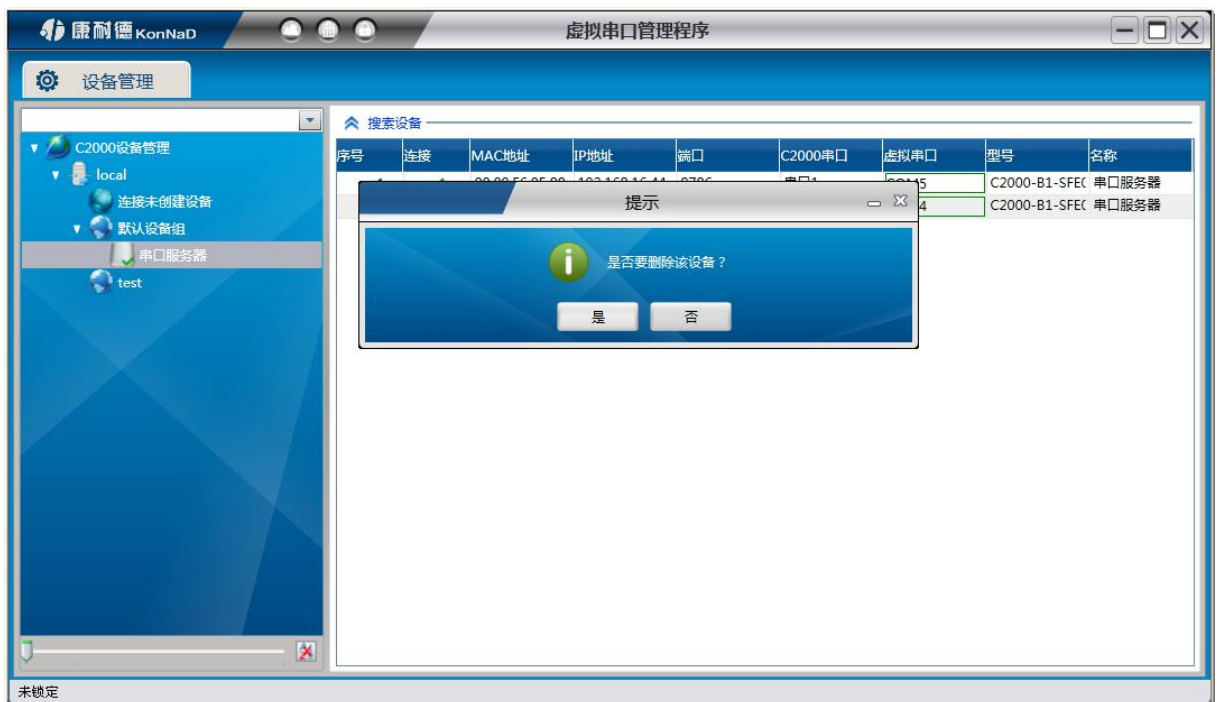 康耐德 KonNaD
虚拟串口管理程序
设备管理
搜索设备
C2000设备管理
local
连接未创建设备
默认设备组
串口服务器
test
序号 连接 MAC地址 IP地址 端口 C2000串口 虚拟串口 型号 名称
C2000-B1-SFE( 串口服务器
4 C2000-B1-SFE( 串口服务器
提示
是否要删除该设备？
是 否
未锁定